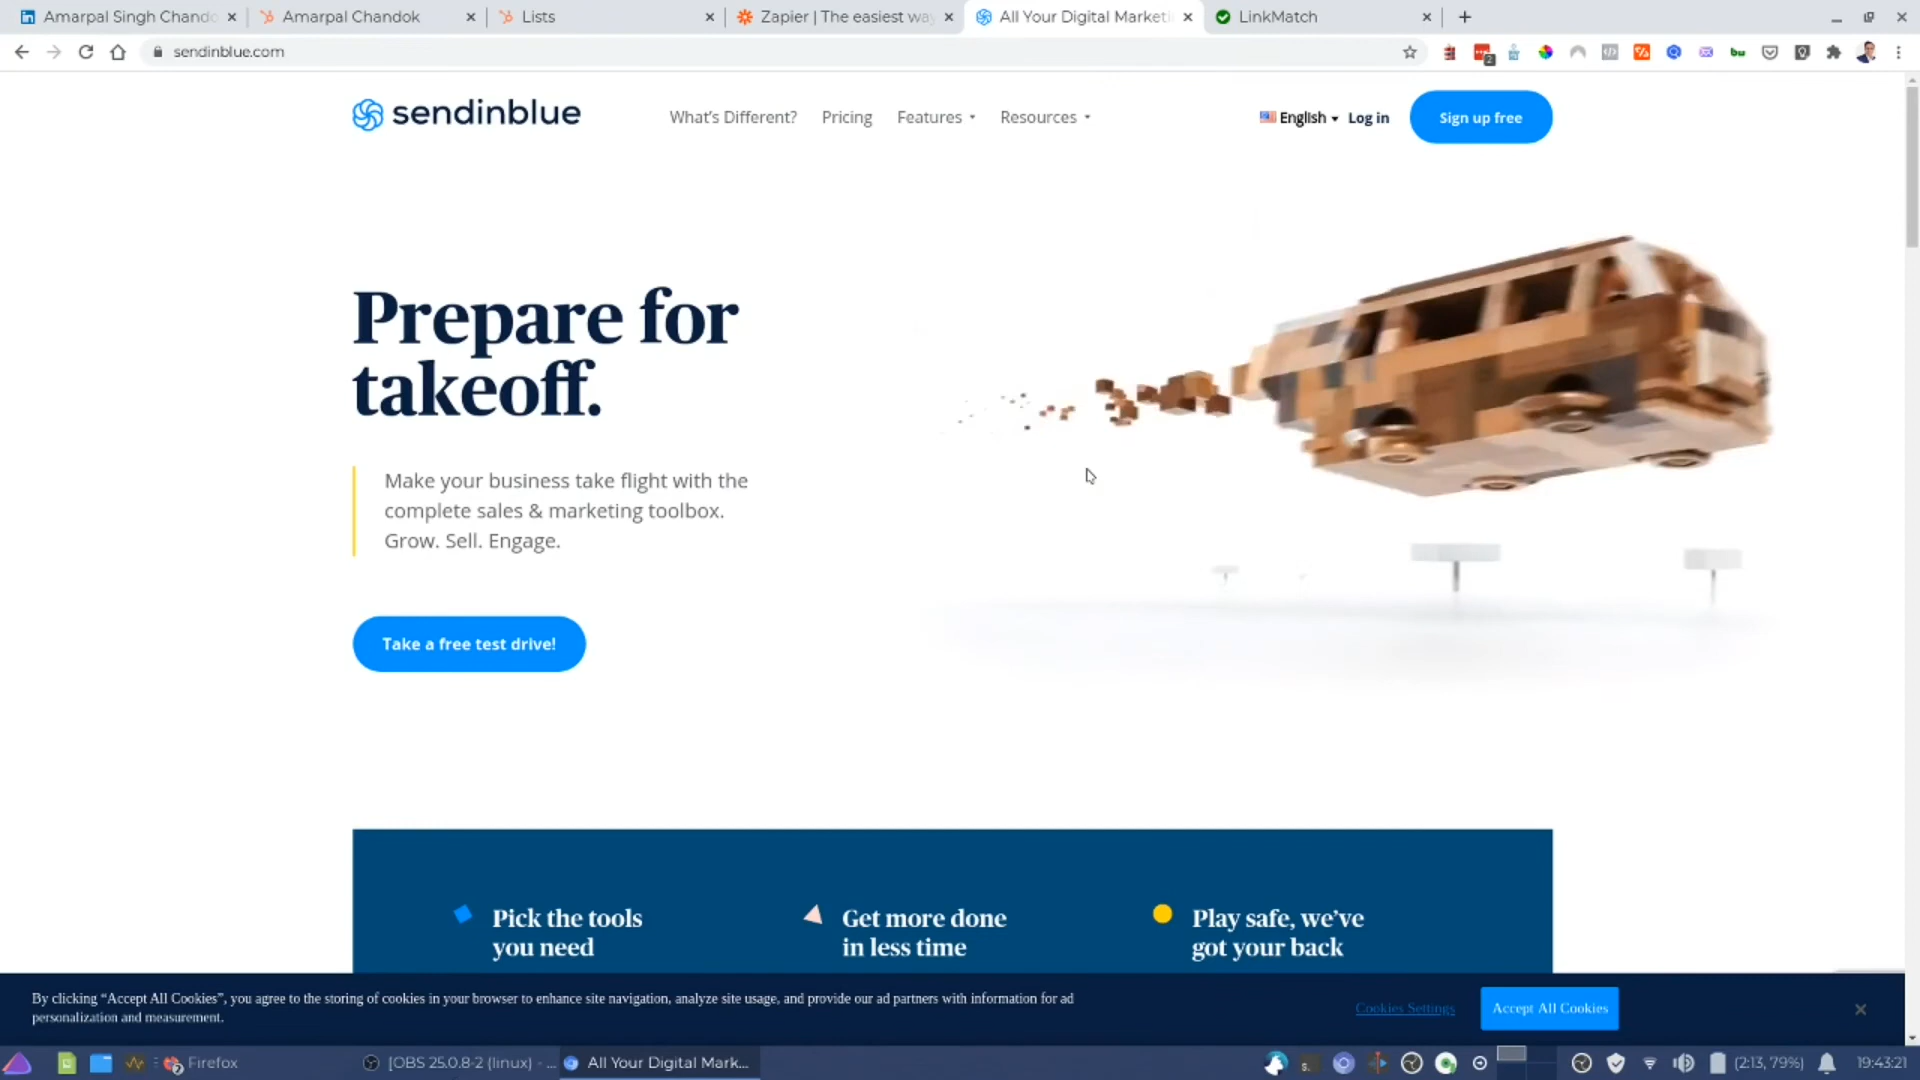 Amarpal Singh Chando
Amarpal Chandok
Lists
Zapier | The easiest way
All Your Digital Marketi
LinkMatch
sendinblue.com
2
sendinblue
What's Different?
Pricing
Features
Resources
English
Log in
Sign up free
Prepare for
takeoff.
Make your business take flight with the
complete sales & marketing toolbox.
Grow. Sell. Engage.
Take a free test drive!
Pick the tools
you need
Get more done
in less time
Play safe, we've
got your back
By clicking “Accept All Cookies”, you agree to the storing of cookies in your browser to enhance site navigation, analyze site usage, and provide our ad partners with information for ad
personalization and measurement.
Cookies Settings
Accept All Cookies
Firefox
[OBS 25.0.8-2 (linux) - ...
All Your Digital Mark...
(2:13, 79%)
19:43:21